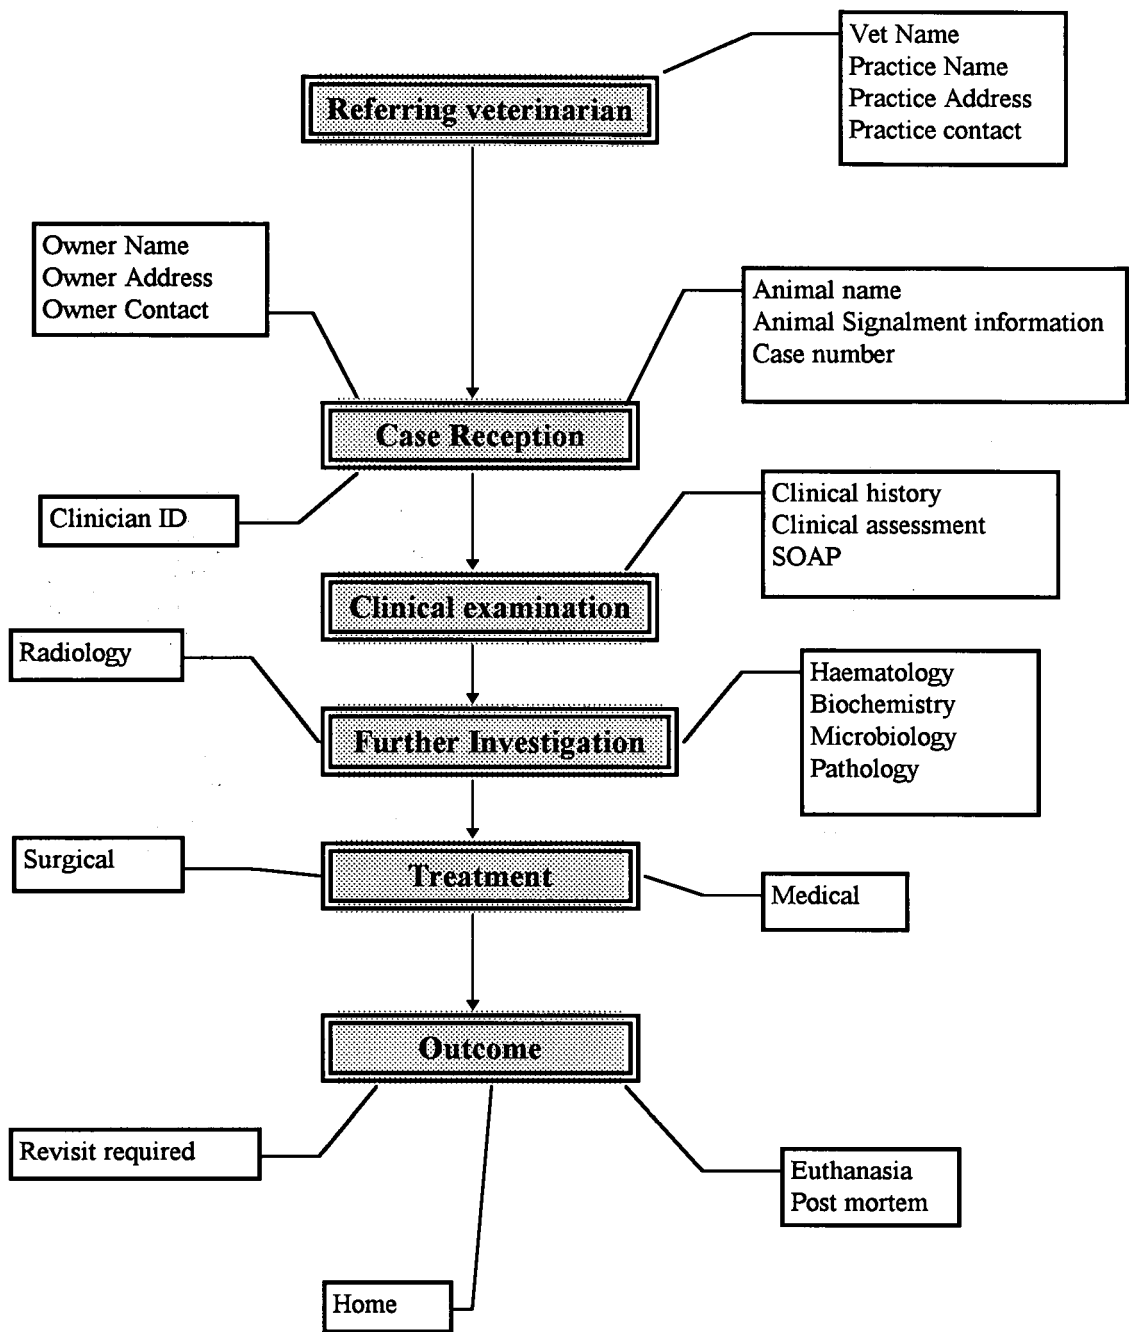 Vet Name
Practice Name
Practice Address
Practice contact
Referring veterinarian
Owner Name
Owner Address
Owner Contact
Animal name
Animal Signalment information
Case number
Case Reception
Clinician ID
Clinical history
Clinical assessment
SOAP
Clinical examination
Radiology
Haematology
Biochemistry
Microbiology
Pathology
Further Investigation
Surgical
Treatment
Medical
Outcome
Revisit required
Euthanasia
Post mortem
Home